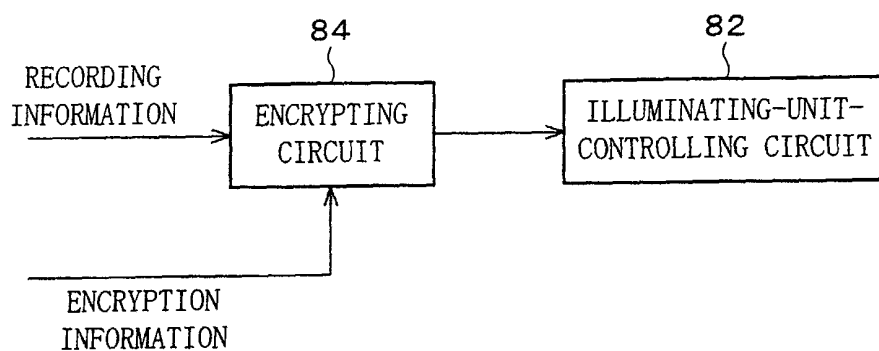 84
82
RECORDING
INFORMATION
ENCRYPTING
CIRCUIT
ILLUMINATING-UNIT-
CONTROLLING CIRCUIT
ENCRYPTION
INFORMATION